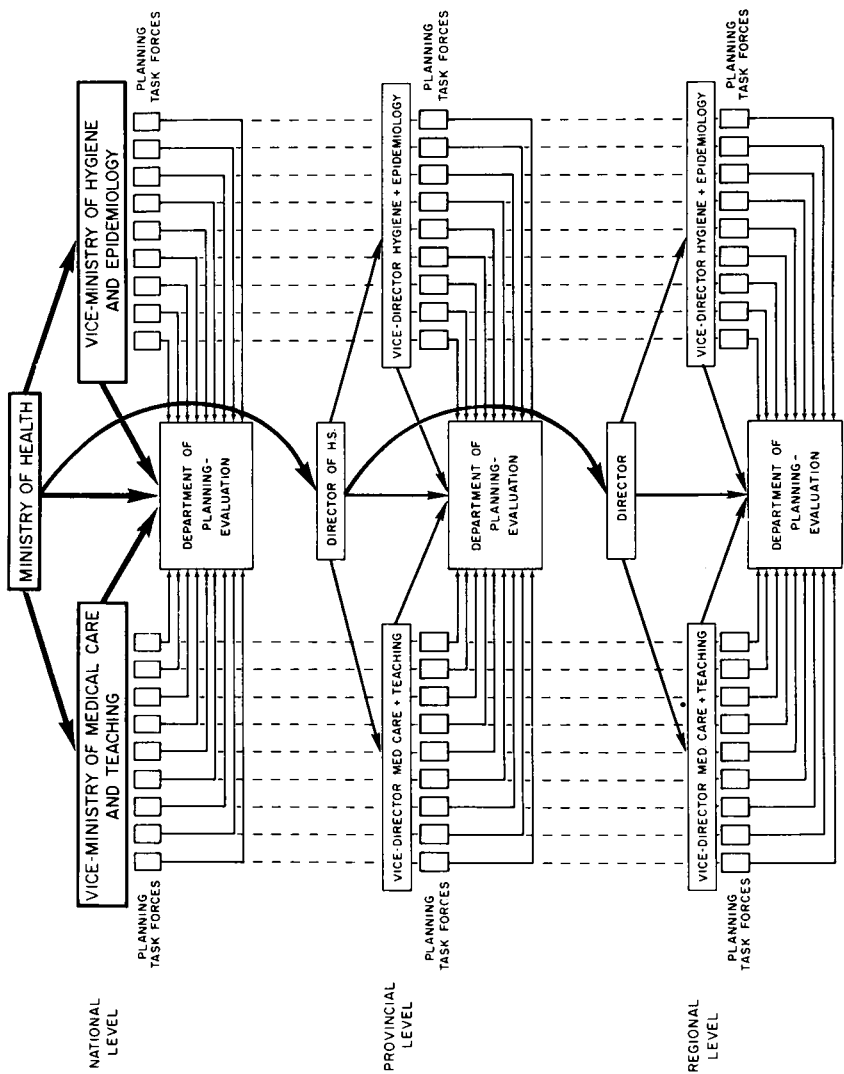 MINISTRY OF HEALTH
NATIONAL
LEVEL
VICE-MINISTRY OF MEDICAL CARE
AND TEACHING
VICE-MINISTRY OF HYGIENE
AND EPIDEMIOLOGY
PLANNING
TASK FORCES
PLANNING
TASK FORCES
DEPARTMENT OF
PLANNING-
EVALUATION
PROVINCIAL
LEVEL
DIRECTOR OF H.S.
VICE-DIRECTOR MED CARE + TEACHING
VICE-DIRECTOR HYGIENE + EPIDEMIOLOGY
PLANNING
TASK FORCES
PLANNING
TASK FORCES
DEPARTMENT OF
PLANNING-
EVALUATION
REGIONAL
LEVEL
DIRECTOR
VICE-DIRECTOR MED CARE + TEACHING
VICE-DIRECTOR HYGIENE + EPIDEMIOLOGY
PLANNING
TASK FORCES
PLANNING
TASK FORCES
DEPARTMENT OF
PLANNING-
EVALUATION